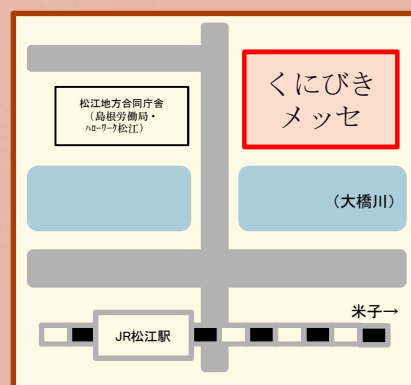 くにびき
メッセ
松江地方合同庁舎
（島根労働局・
ﾊﾛｰﾜｰｸ松江）
（大橋川）
米子→
JR松江駅